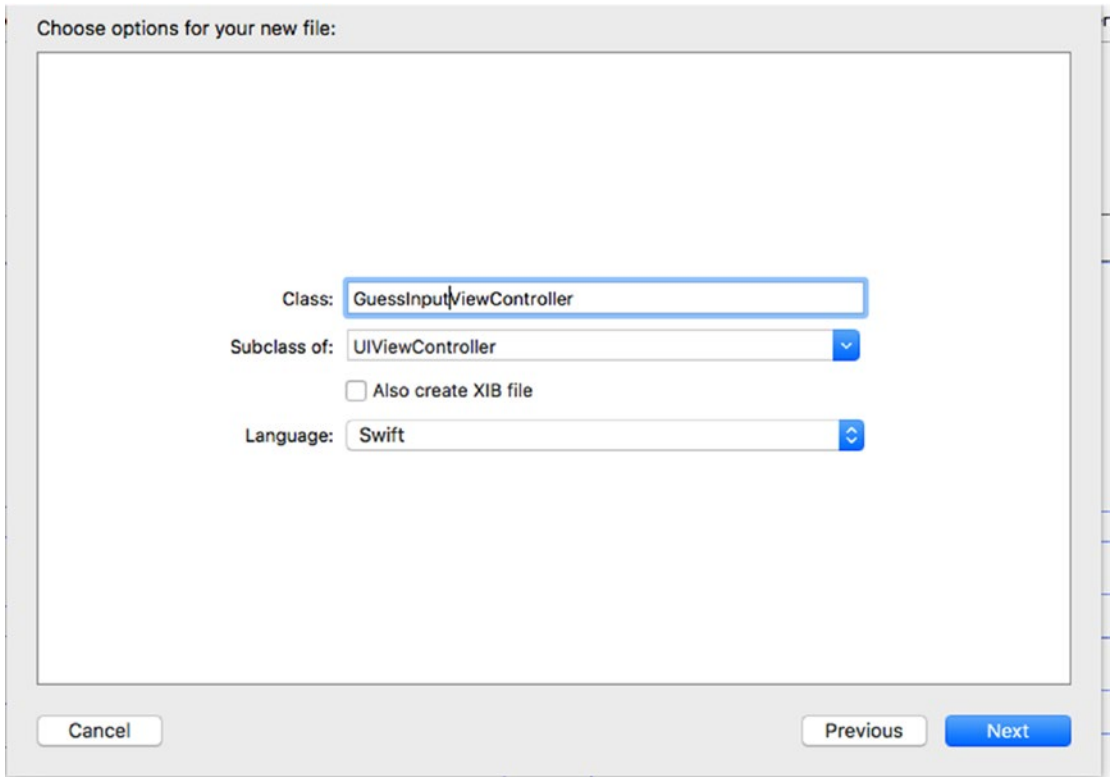 Choose options for your new file:
Class: GuessInputViewController
Subclass of: UIViewController
Also create XIB file
Language: Swift
Cancel Previous Next